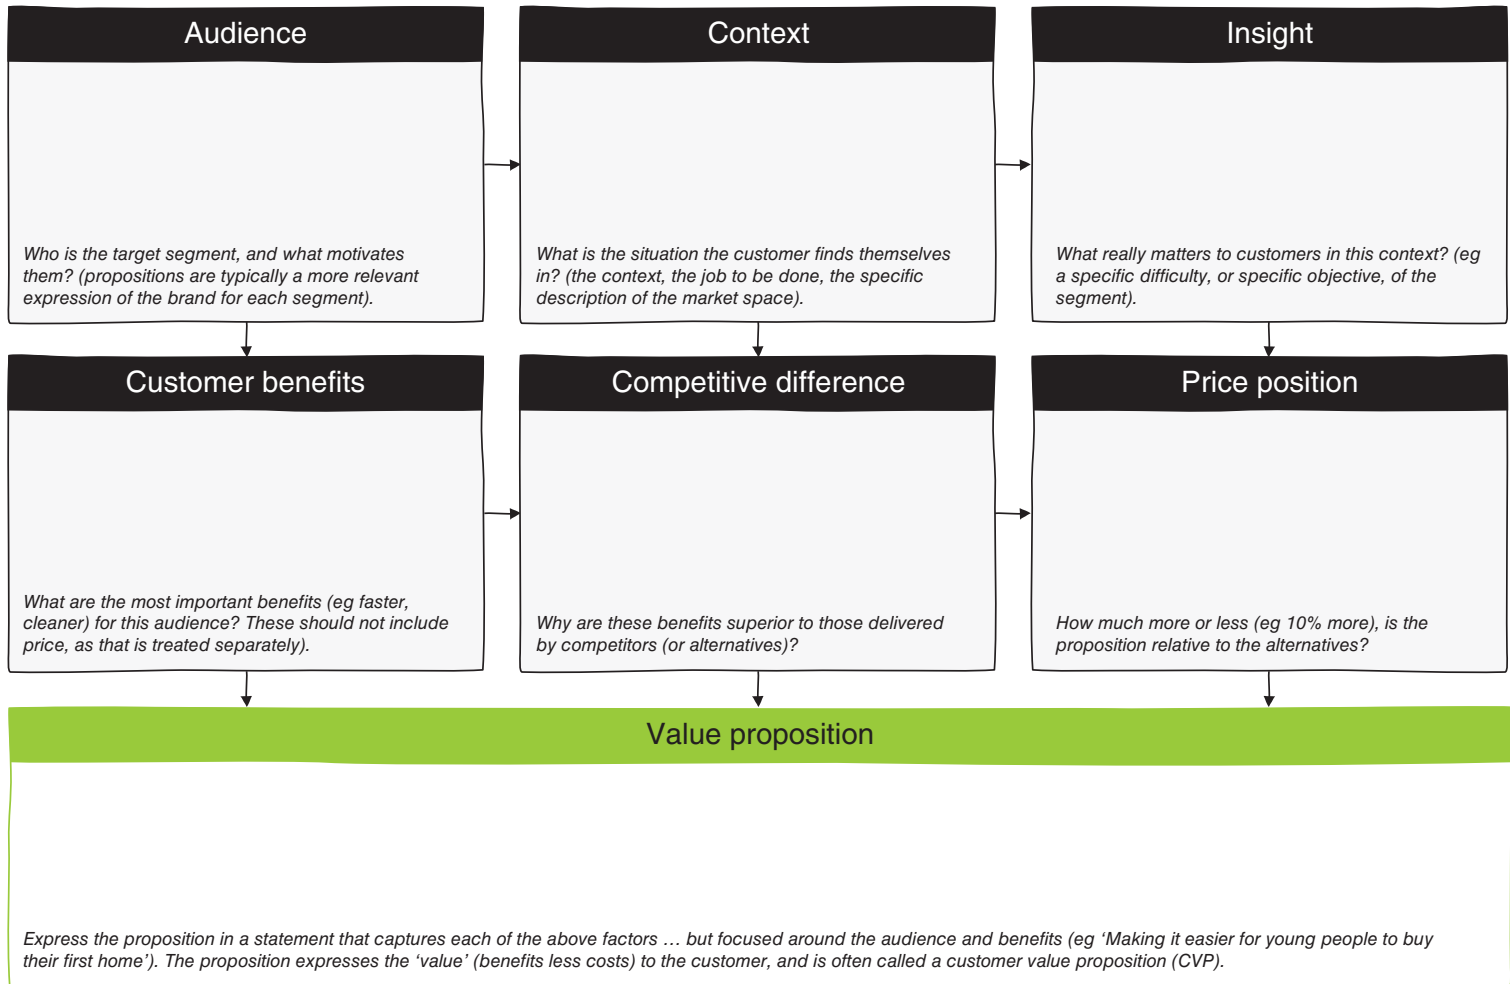 Audience
Who is the target segment, and what motivates
them? (propositions are typically a more relevant
expression of the brand for each segment).
Context
What is the situation the customer finds themselves
in? (the context, the job to be done, the specific
description of the market space).
Insight
What really matters to customers in this context? (eg
a specific difficulty, or specific objective, of the
segment).
Customer benefits
What are the most important benefits (eg faster,
cleaner) for this audience? These should not include
price, as that is treated separately).
Competitive difference
Why are these benefits superior to those delivered
by competitors (or alternatives)?
Price position
How much more or less (eg 10% more), is the
proposition relative to the alternatives?
Value proposition
Express the proposition in a statement that captures each of the above factors … but focused around the audience and benefits (eg ‘Making it easier for young people to buy
their first home’). The proposition expresses the ‘value’ (benefits less costs) to the customer, and is often called a customer value proposition (CVP).